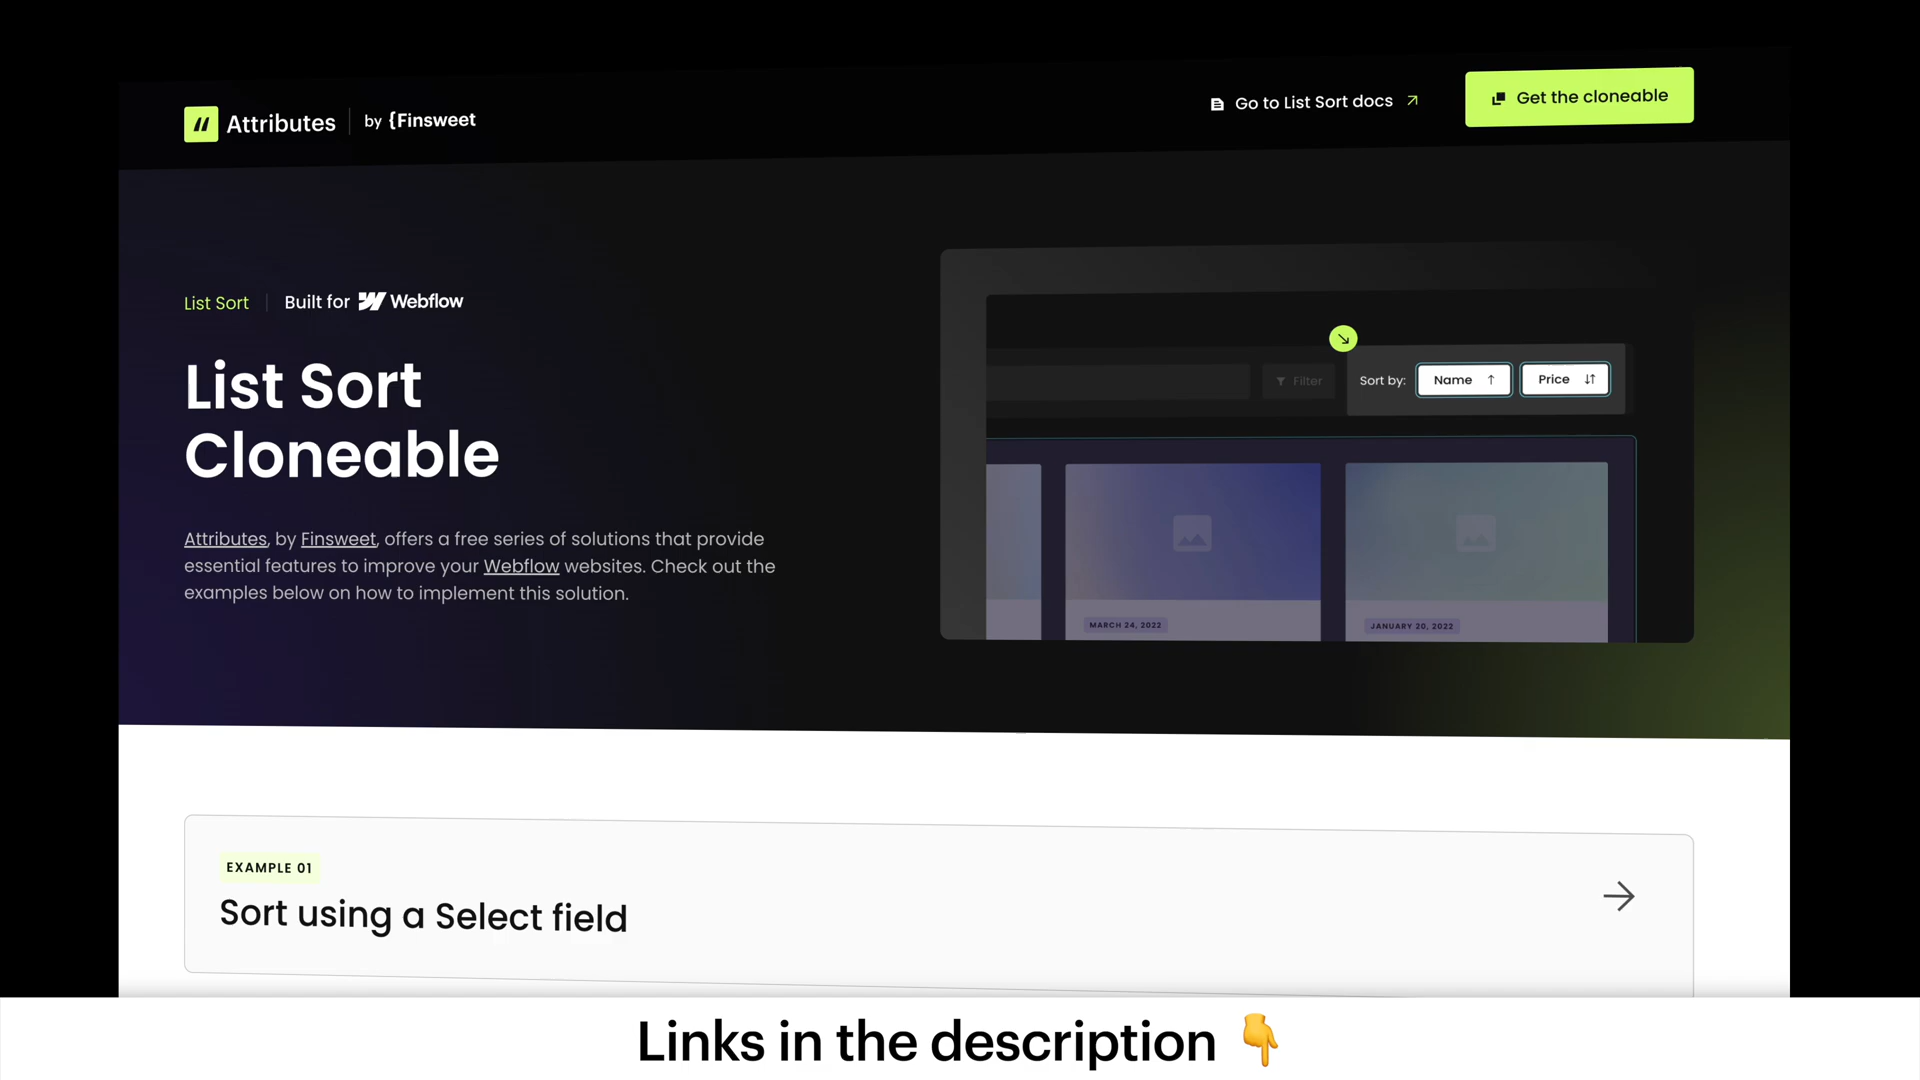 Attributes by {Finsweet
Go to List Sort docs
Get the cloneable
List Sort Built for Webflow
List Sort
Cloneable
Attributes, by Finsweet, offers a free series of solutions that provide
essential features to improve your Webflow websites. Check out the
examples below on how to implement this solution.
Filter Sort by: Name ↑ Price ↓↑
MARCH 24, 2022
JANUARY 20, 2022
EXAMPLE 01
Sort using a Select field
Links in the description 👇